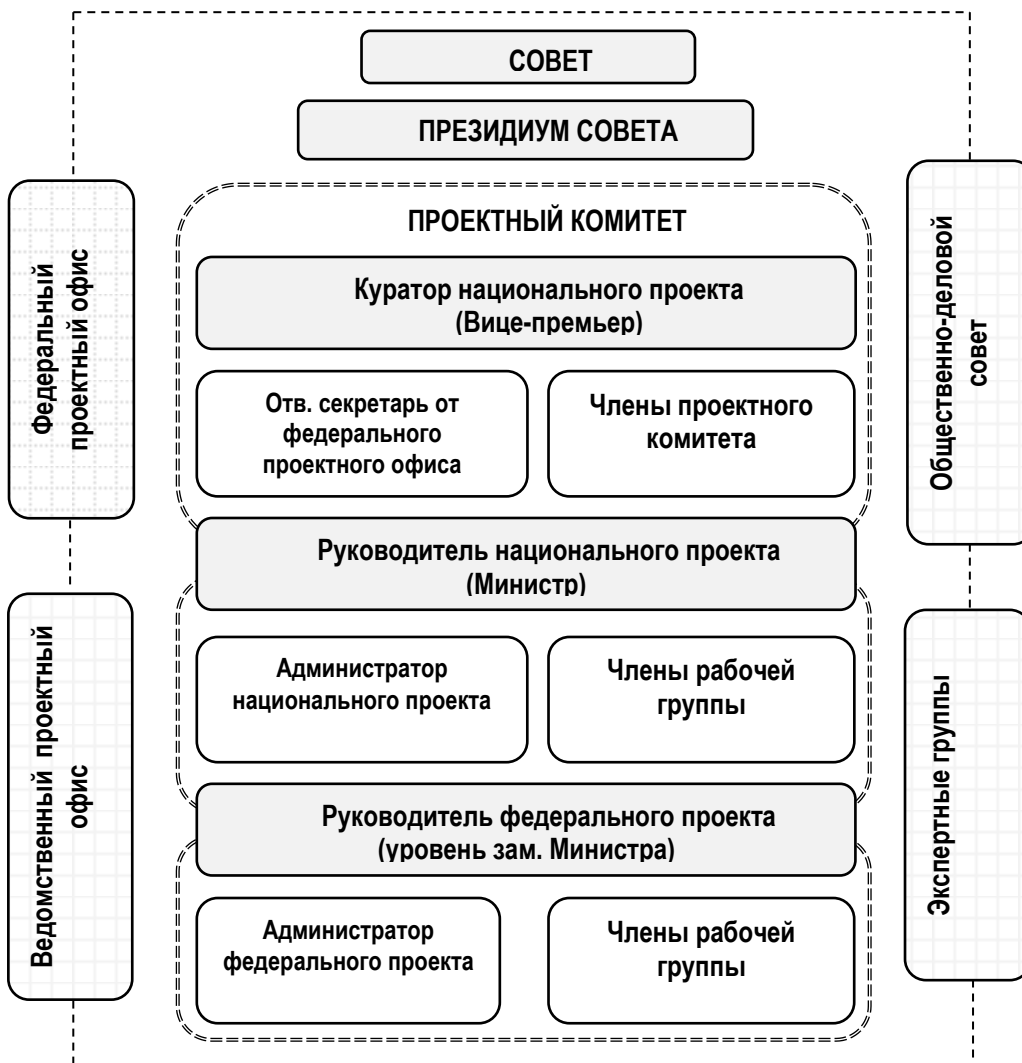 СОВЕТ
ПРЕЗИДИУМ СОВЕТА
ПРОЕКТНЫЙ КОМИТЕТ
Куратор национального проекта
(Вице-премьер)
Отв. секретарь от
федерального
проектного офиса
Члены проектного
комитета
Руководитель национального проекта
(Министр)
Администратор
национального проекта
Члены рабочей
группы
Руководитель федерального проекта
(уровень зам. Министра)
Администратор
федерального проекта
Члены рабочей
группы
Федеральный
проектный офис
Ведомственный проектный
офис
Общественно-деловой
совет
Экспертные группы